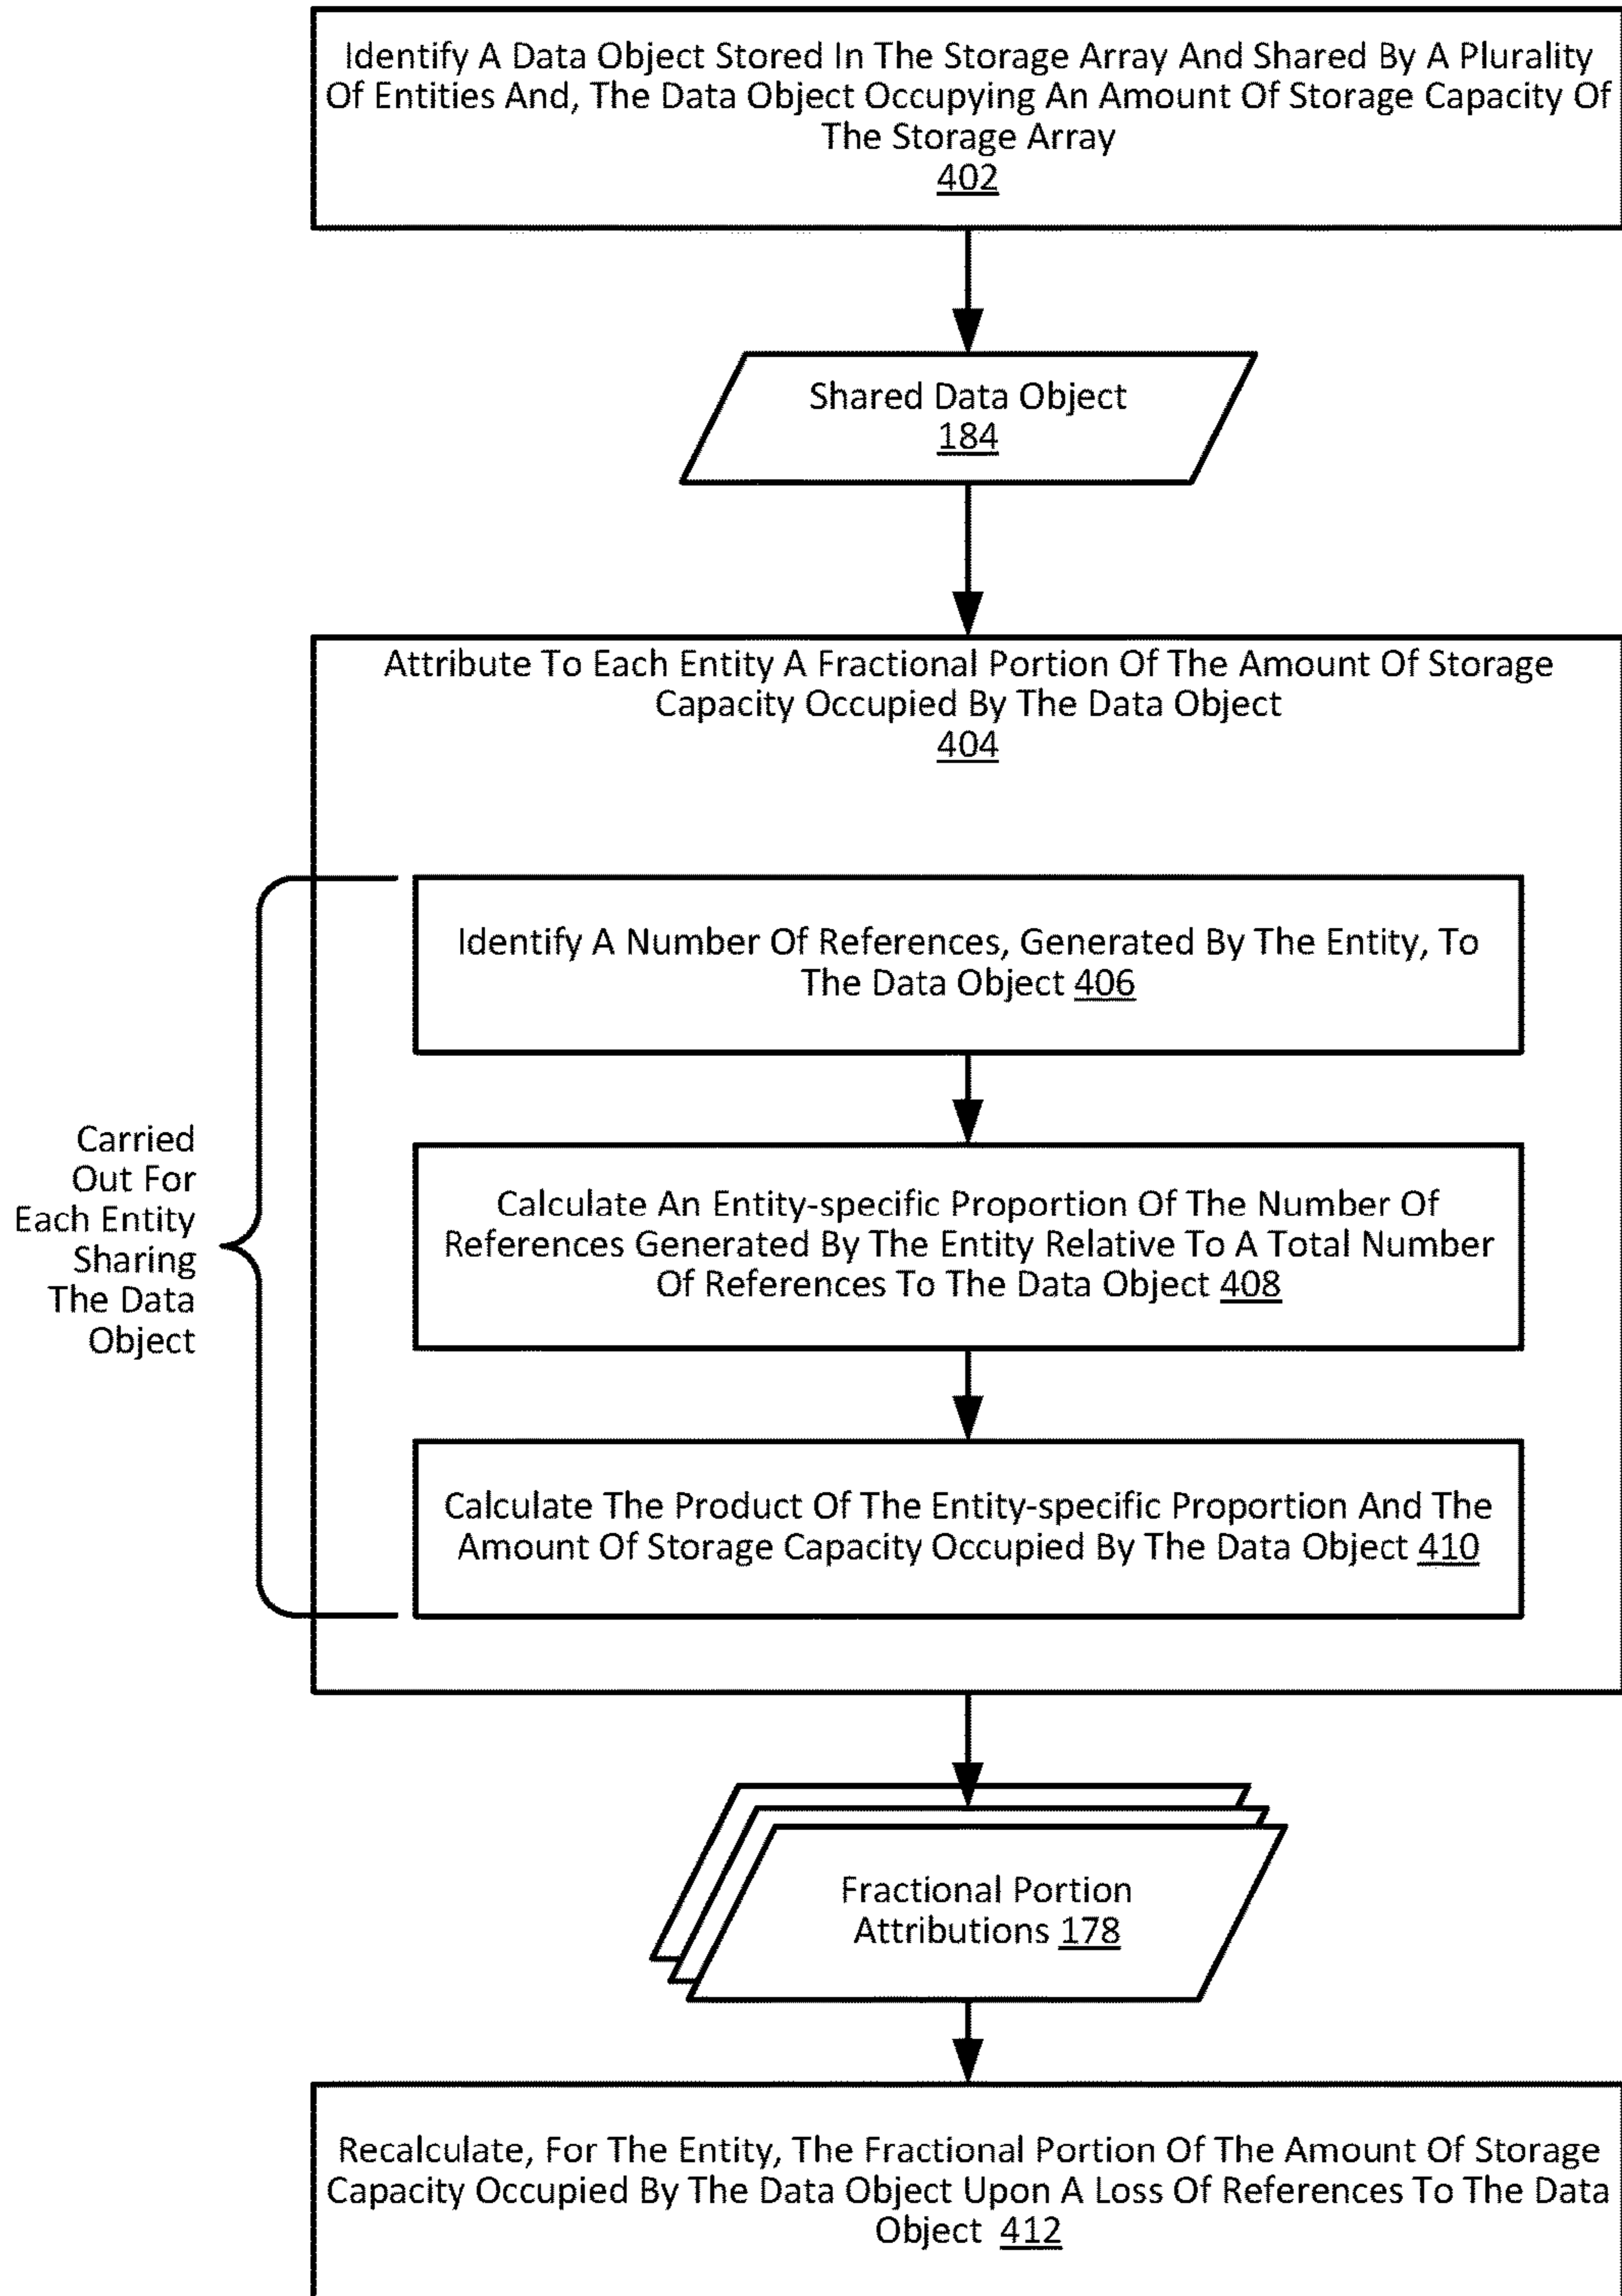 Identify A Data Object Stored In The Storage Array And Shared By A Plurality
Of Entities And, The Data Object Occupying An Amount Of Storage Capacity Of
The Storage Array
402
Shared Data Object
184
Attribute To Each Entity A Fractional Portion Of The Amount Of Storage
Capacity Occupied By The Data Object
404
Identify A Number Of References, Generated By The Entity, To
The Data Object 406
Carried
Out For
Each Entity
Sharing
The Data
Object
Calculate An Entity-specific Proportion Of The Number Of
References Generated By The Entity Relative To A Total Number
Of References To The Data Object 408
Calculate The Product Of The Entity-specific Proportion And The
Amount Of Storage Capacity Occupied By The Data Object 410
Fractional Portion
Attributions 178
Recalculate, For The Entity, The Fractional Portion Of The Amount Of Storage
Capacity Occupied By The Data Object Upon A Loss Of References To The Data
Object 412